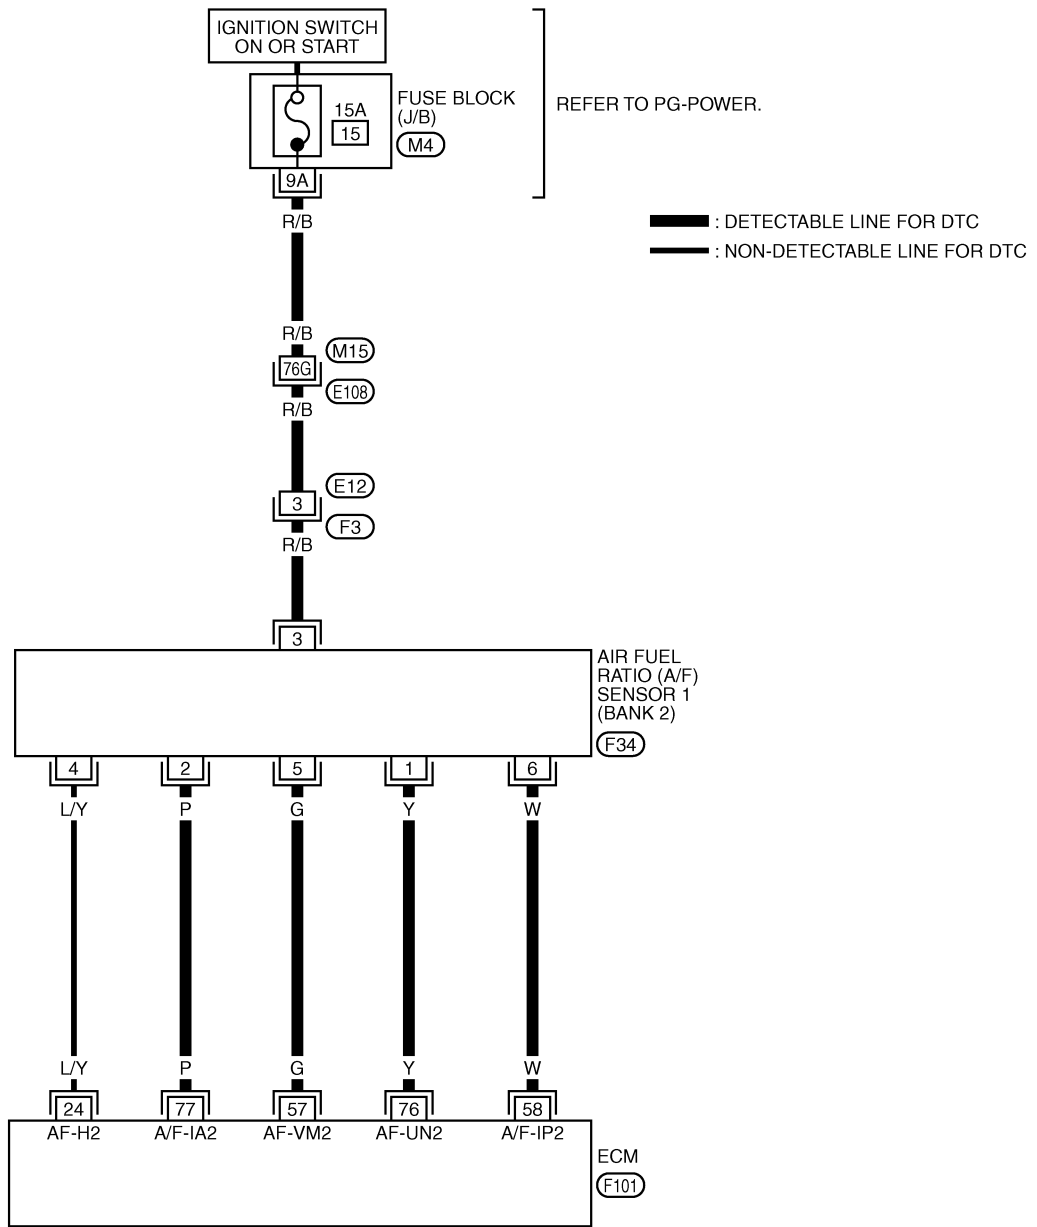 IGNITION SWITCH
ON OR START
FUSE BLOCK
(J/B)
M4
15A
15
REFER TO PG-POWER.
9A
R/B
: DETECTABLE LINE FOR DTC
: NON-DETECTABLE LINE FOR DTC
R/B
M15
76G
E108
R/B
E12
3
F3
R/B
3
AIR FUEL
RATIO (A/F)
SENSOR 1
(BANK 2)
F34
4 2 5 1 6
L/Y P G Y W
L/Y P G Y W
24 77 57 76 58
AF-H2 A/F-IA2 AF-VM2 AF-UN2 A/F-IP2
ECM
F101